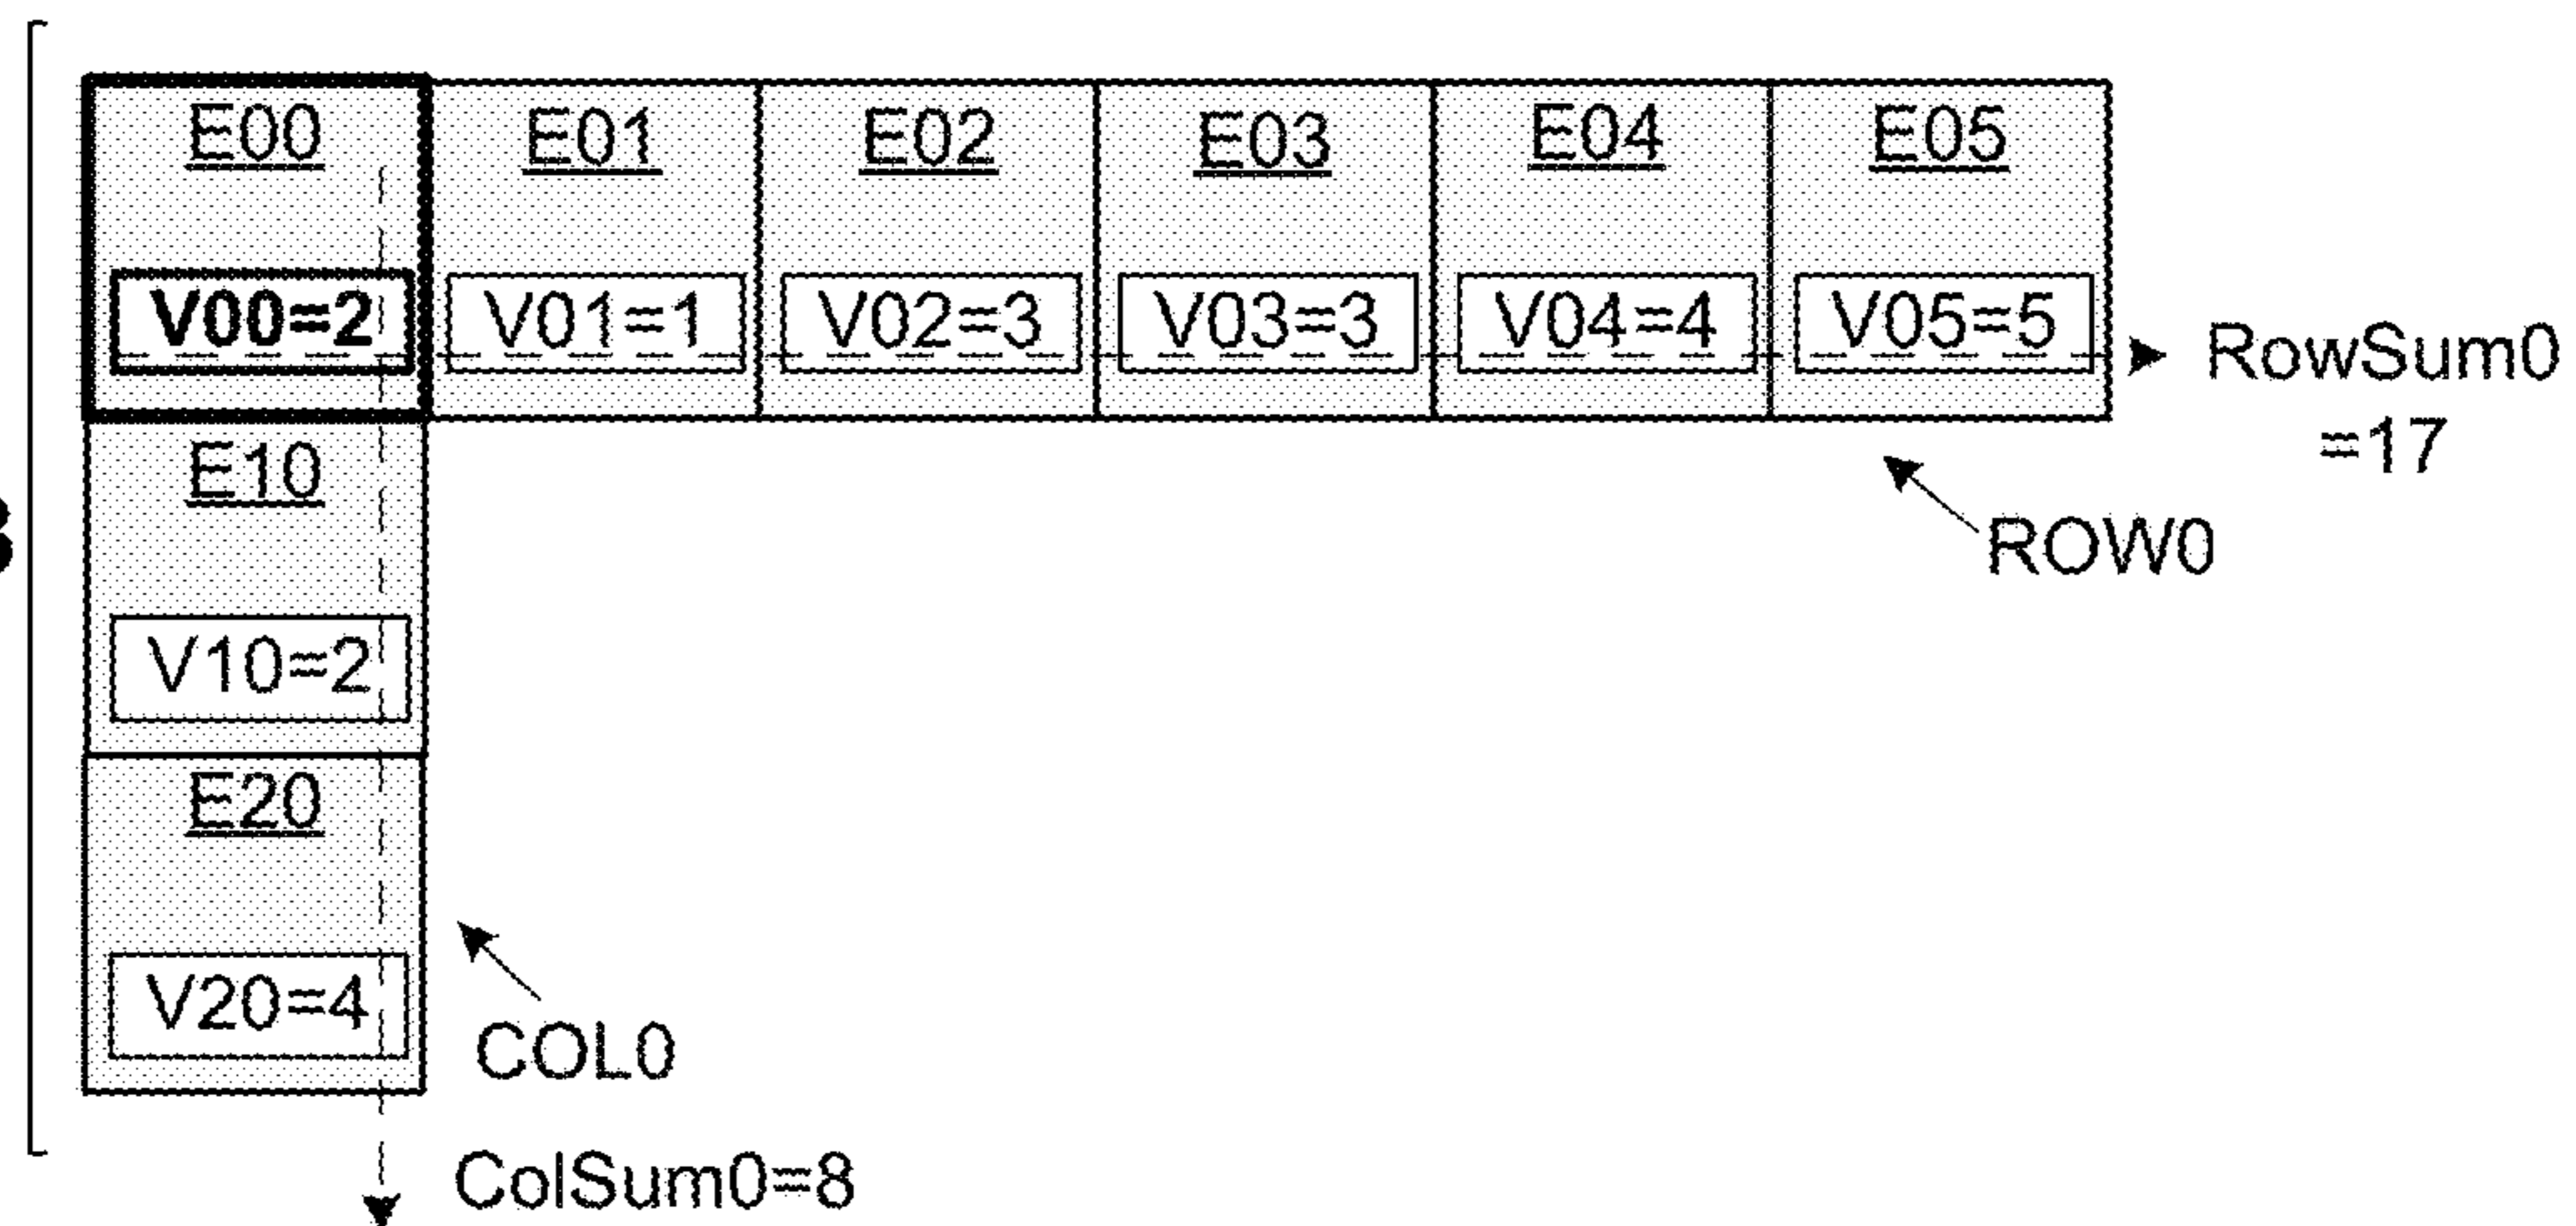 E00 E01 E02 E03 E04 E05
V00=2 V01=1 V02=3 V03=3 V04=4 V05=5
RowSum0
=17
E10
ROW0
V10=2
E20
V20=4
COL0
ColSum0=8